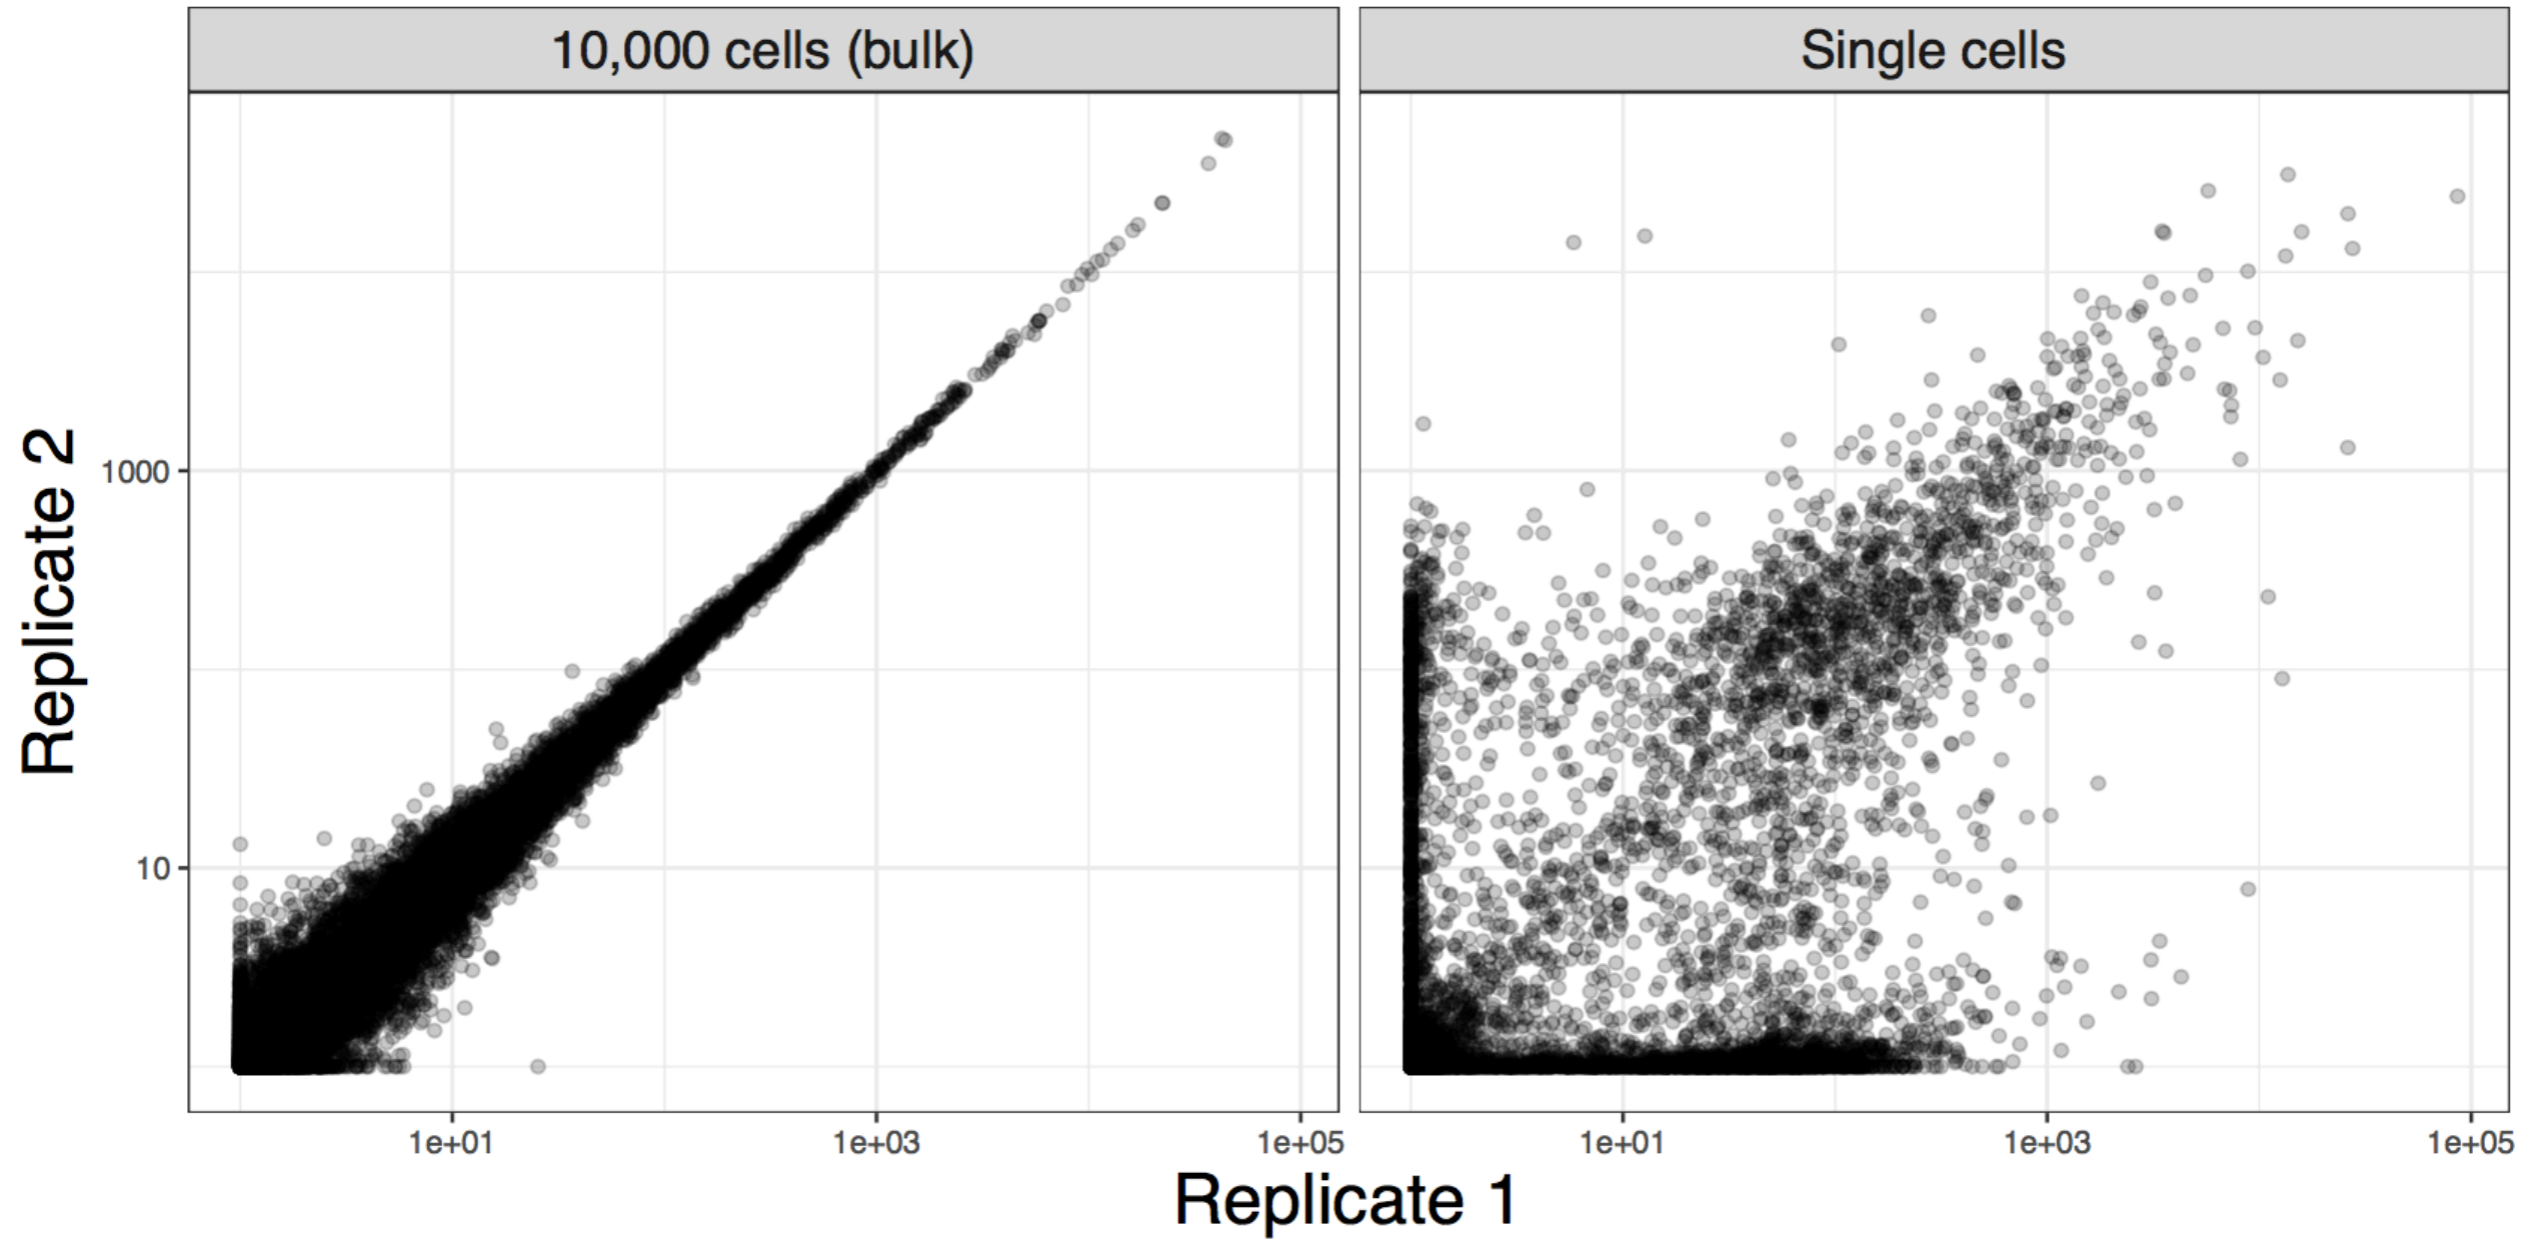 10,000 cells (bulk)
Single cells
Replicate 2
1000
10
1e+01
1e+03
1e+05
1e+01
1e+03
1e+05
Replicate 1